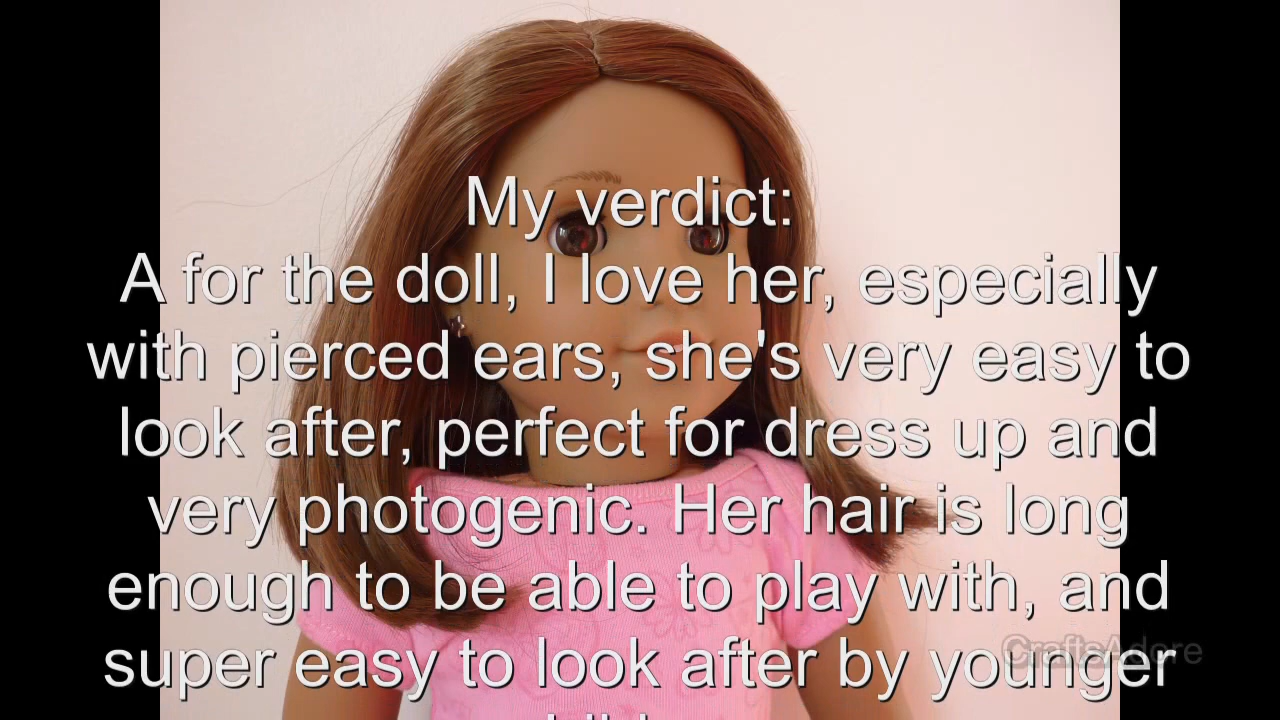 My verdict:
A for the doll, I love her, especially
with pierced ears, she's very easy to
look after, perfect for dress up and
very photogenic. Her hair is long
enough to be able to play with, and
super easy to look after by younger
CraftsAdore